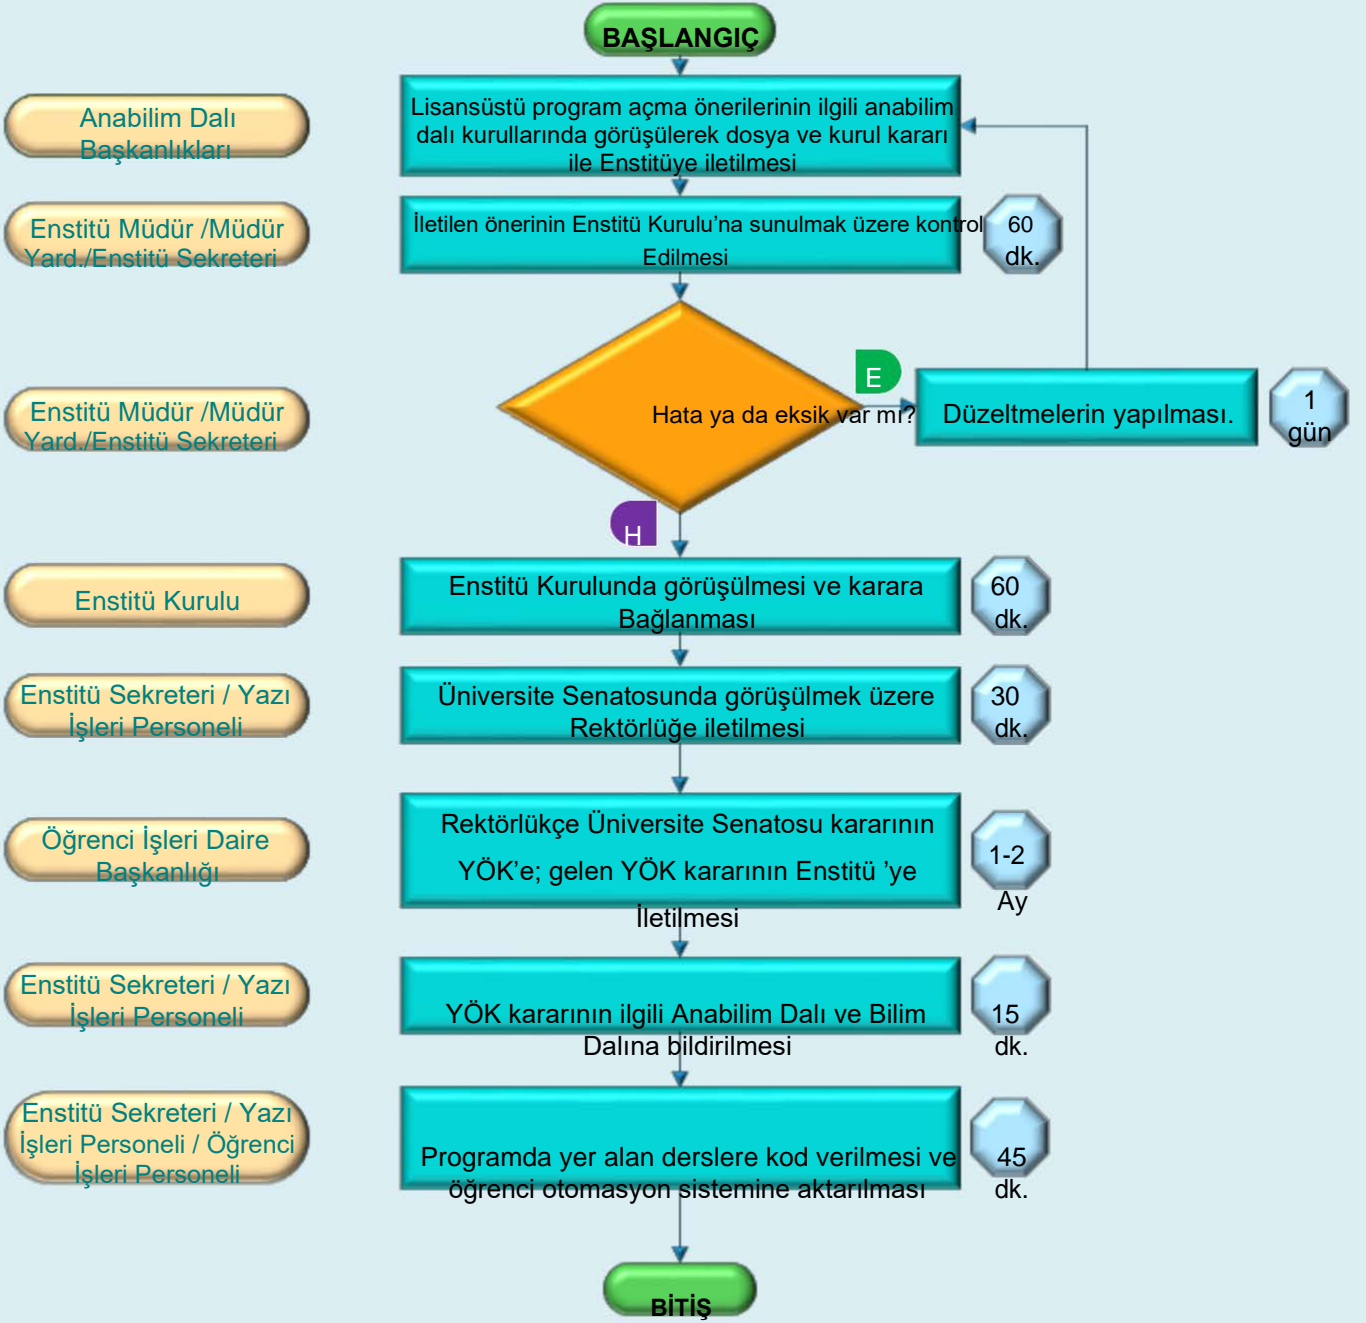 BAŞLANGIÇ
Anabilim Dalı
Başkanlıkları
Lisansüstü program açma önerilerinin ilgili anabilim
dalı kurullarında görüşülerek dosya ve kurul kararı
ile Enstitüye iletilmesi
Enstitü Müdür /Müdür
Yard./Enstitü Sekreteri
İletilen önerinin Enstitü Kurulu’na sunulmak üzere kontrol
Edilmesi
60
dk.
Enstitü Müdür /Müdür
Yard./Enstitü Sekreteri
Hata ya da eksik var mı?
E
Düzeltmelerin yapılması.
1
gün
H
Enstitü Kurulu
Enstitü Kurulunda görüşülmesi ve karara
Bağlanması
60
dk.
Enstitü Sekreteri / Yazı
İşleri Personeli
Üniversite Senatosunda görüşülmek üzere
Rektörlüğe iletilmesi
30
dk.
Öğrenci İşleri Daire
Başkanlığı
Rektörlükçe Üniversite Senatosu kararının
YÖK’e; gelen YÖK kararının Enstitü ’ye
İletilmesi
1-2
Ay
Enstitü Sekreteri / Yazı
İşleri Personeli
YÖK kararının ilgili Anabilim Dalı ve Bilim
Dalına bildirilmesi
15
dk.
Enstitü Sekreteri / Yazı
İşleri Personeli / Öğrenci
İşleri Personeli
Programda yer alan derslere kod verilmesi ve
öğrenci otomasyon sistemine aktarılması
45
dk.
BİTİŞ